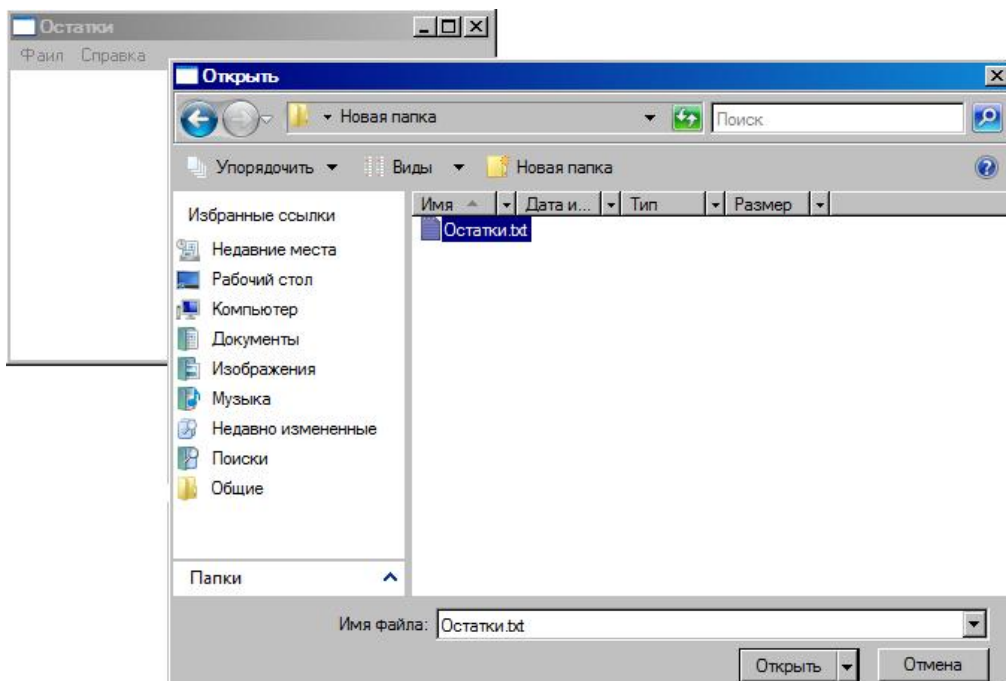 Остатки
Фаил Справка
Открыть
Новая папка
Поиск
Упорядочить Виды Новая папка
Избранные ссылки
Имя Дата и... Тип Размер
Остатки.txt
Недавние места
Рабочий стол
Компьютер
Документы
Изображения
Музыка
Недавно измененные
Поиски
Общие
Папки
Имя файла: Остатки.txt
Открыть Отмена